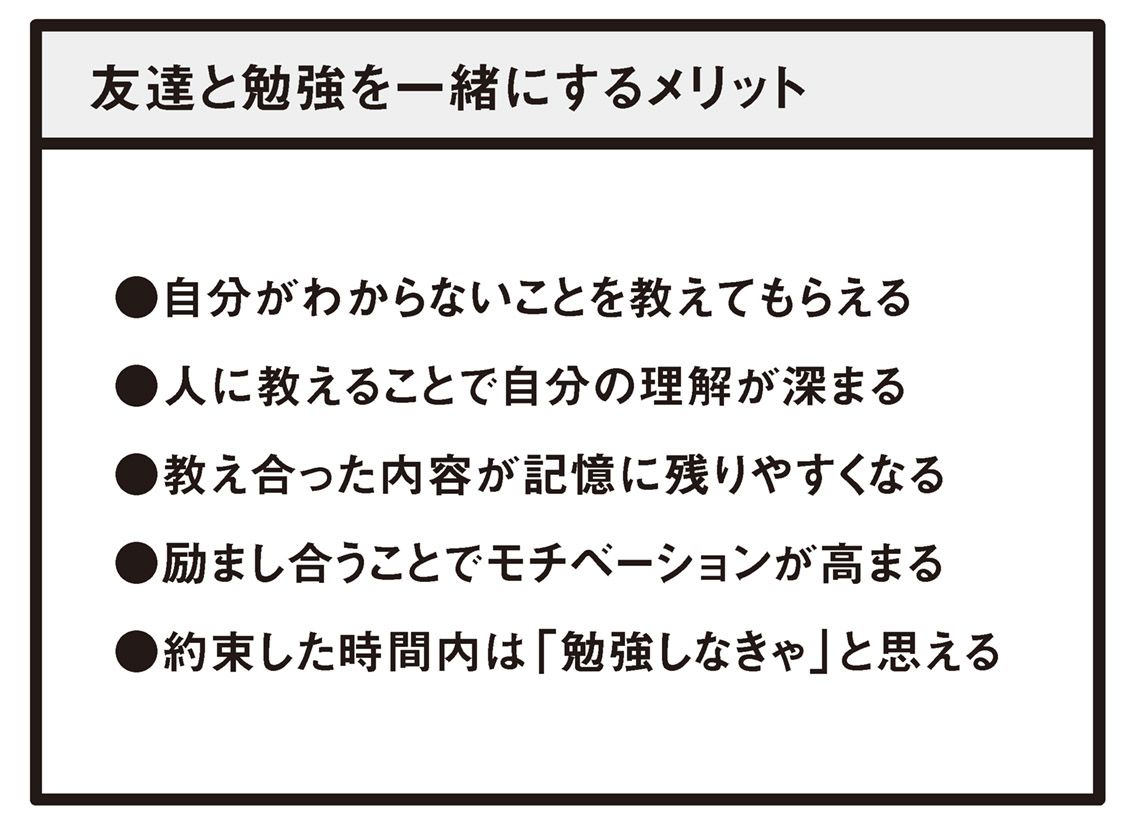 友達と勉強を一緒にするメリット
●自分がわからないことを教えてもらえる
●人に教えることで自分の理解が深まる
●教え合った内容が記憶に残りやすくなる
●励まし合うことでモチベーションが高まる
●約束した時間内は「勉強しなきゃ」と思える